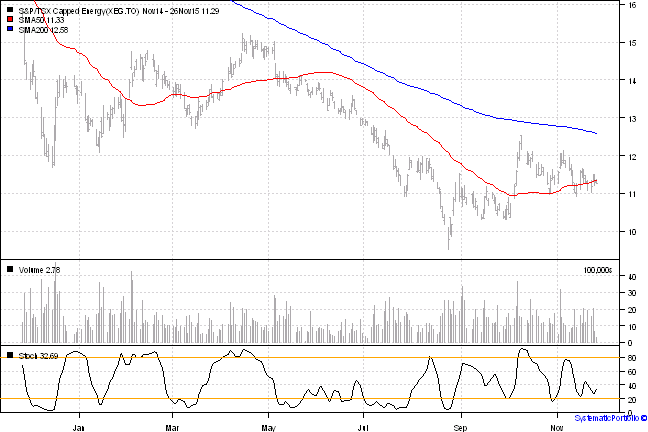 S&P/TSX Capped Energy(XEG.TO) Nov14 - 26Nov15 11.29
SMA50 11.33
SMA200 12.58
16
15
14
13
12
11
10
Volume 2.78
100,000s
40
30
20
10
0
Stoch 32.69
80
60
40
20
0
Jan
Mar
May
Jul
Sep
Nov
SystematicPortfolio ©